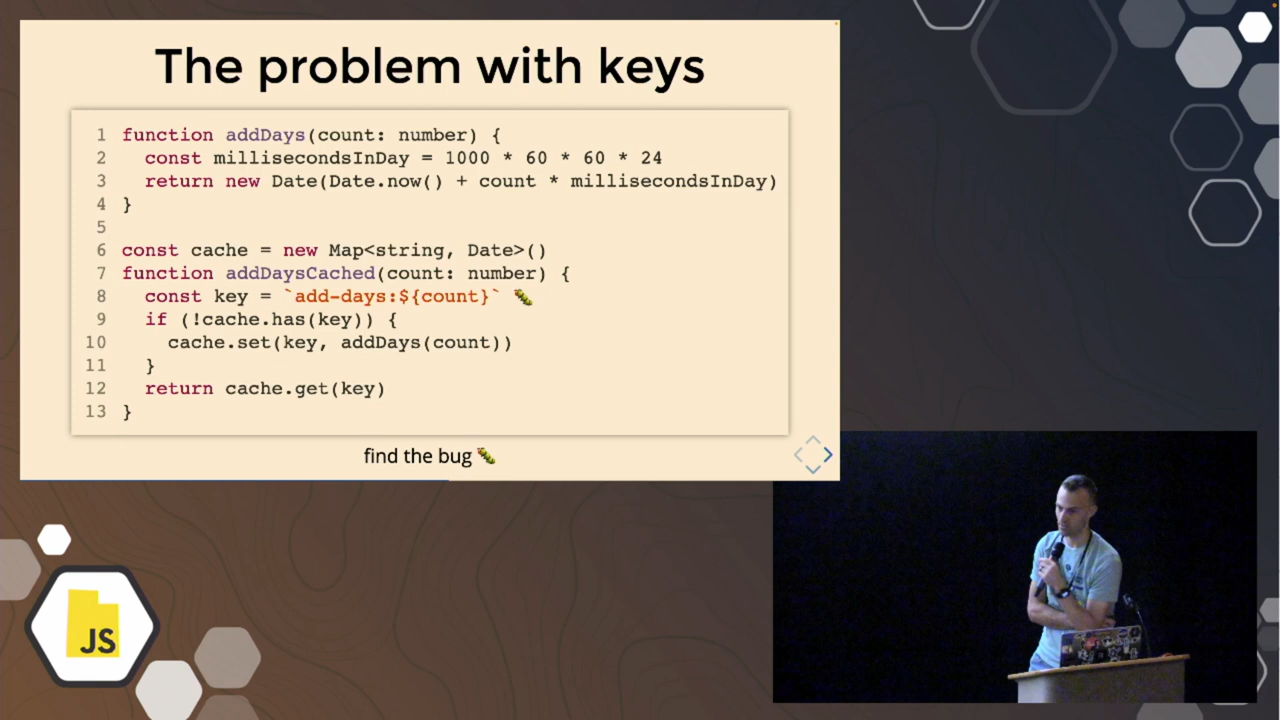 The problem with keys
1 function addDays(count: number) {
2   const millisecondsInDay = 1000 * 60 * 60 * 24
3   return new Date(Date.now() + count * millisecondsInDay)
4 }
5
6 const cache = new Map<string, Date>()
7 function addDaysCached(count: number) {
8   const key = `add-days:${count}` 🐛
9   if (!cache.has(key)) {
10     cache.set(key, addDays(count))
11   }
12   return cache.get(key)
13 }
find the bug 🐛
JS